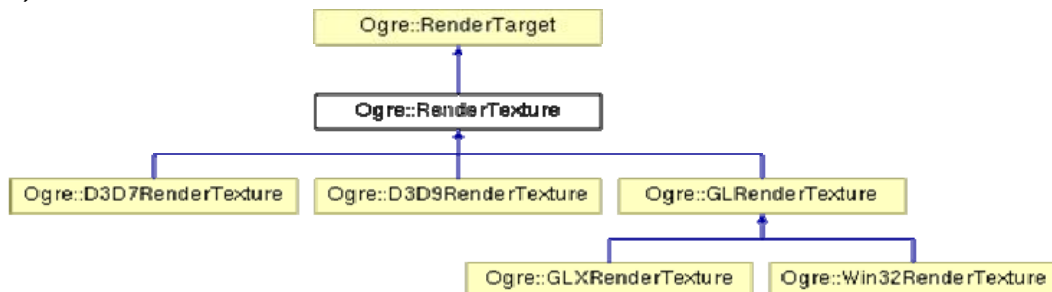 Ogre::RenderTarget
Ogre::RenderTexture
Ogre::D3D7RenderTexture Ogre::D3D9RenderTexture Ogre::GLRenderTexture
Ogre::GLXRenderTexture Ogre::Win32RenderTexture